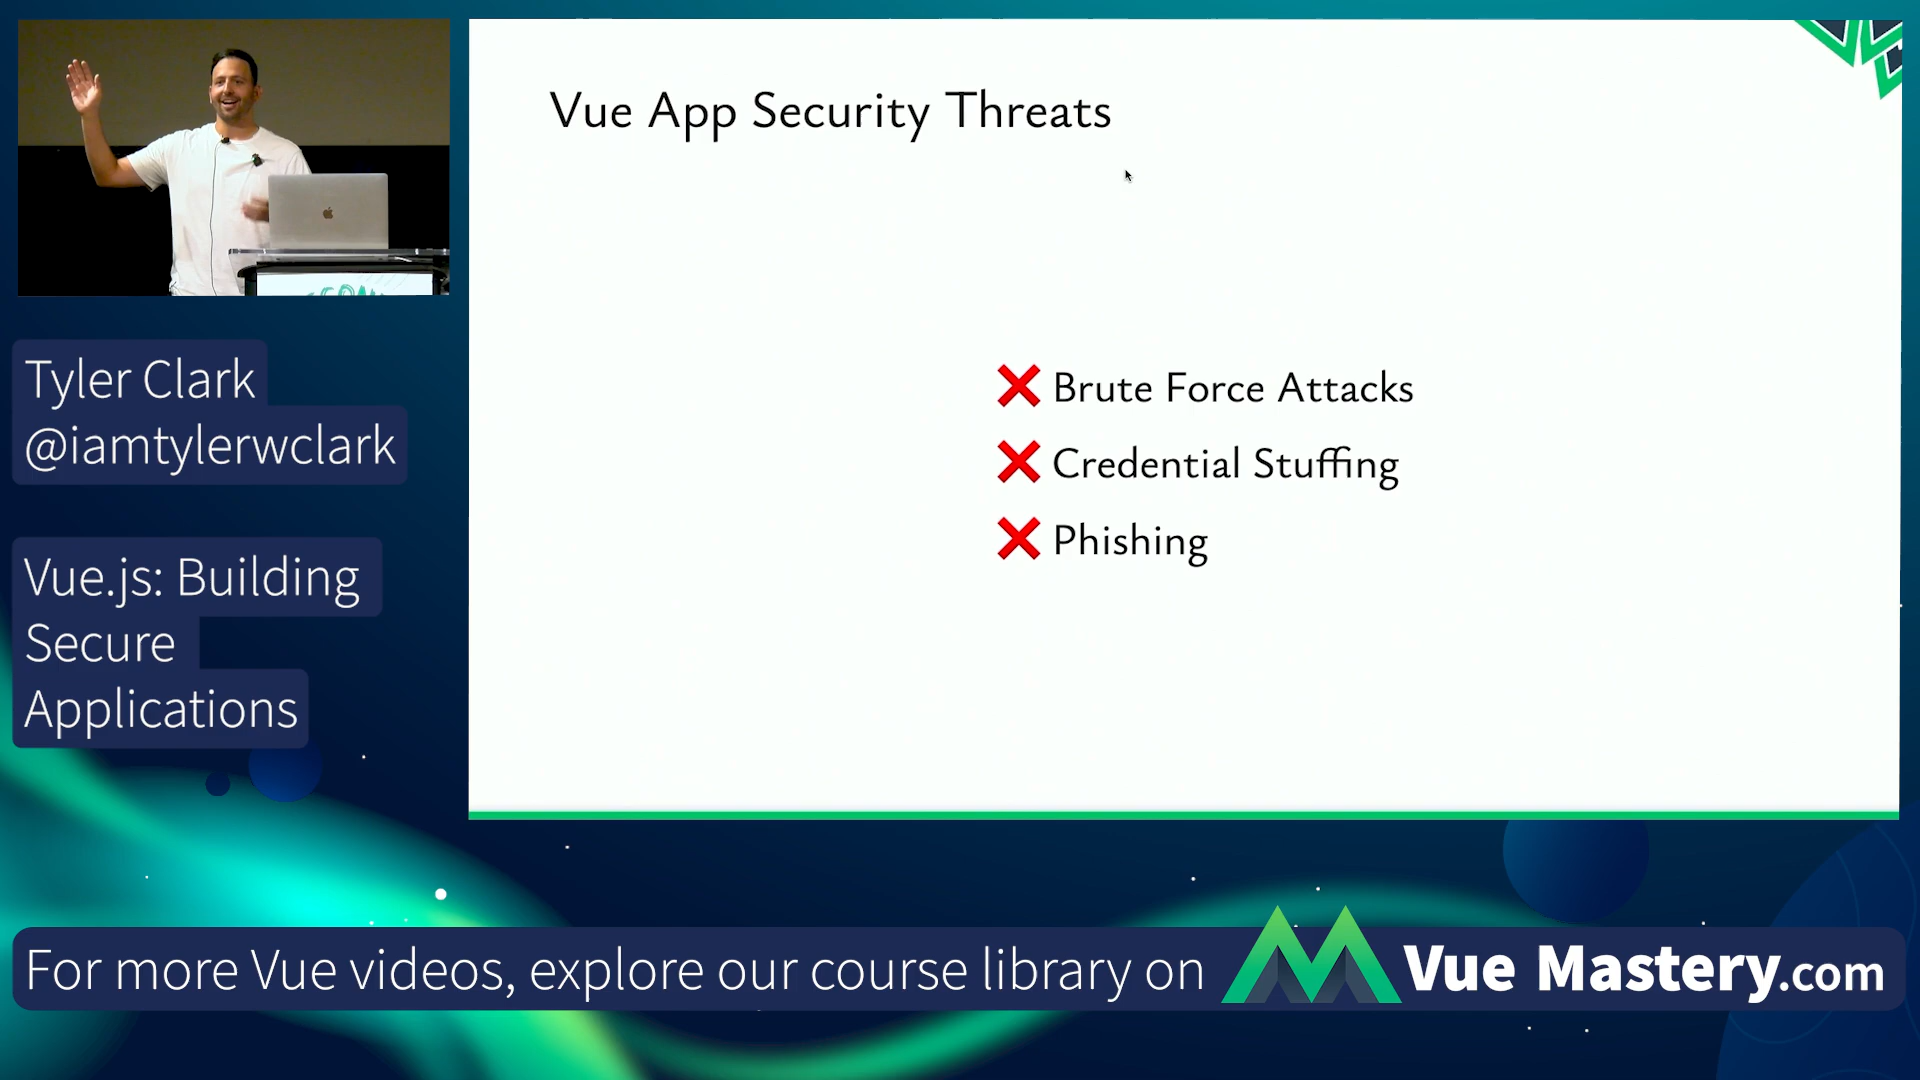 Vue App Security Threats
Brute Force Attacks
Credential Stuffing
Phishing
Tyler Clark
@iamtylerwclark
Vue.js: Building
Secure
Applications
For more Vue videos, explore our course library on
Vue Mastery.com